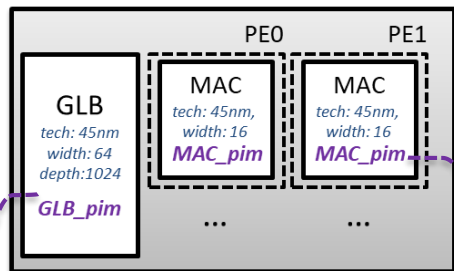 PE0
PE1
GLB
tech: 45nm
width: 64
depth:1024
GLB_pim
MAC
tech: 45nm,
width: 16
MAC_pim
...
MAC
tech: 45nm,
width: 16
MAC_pim
...